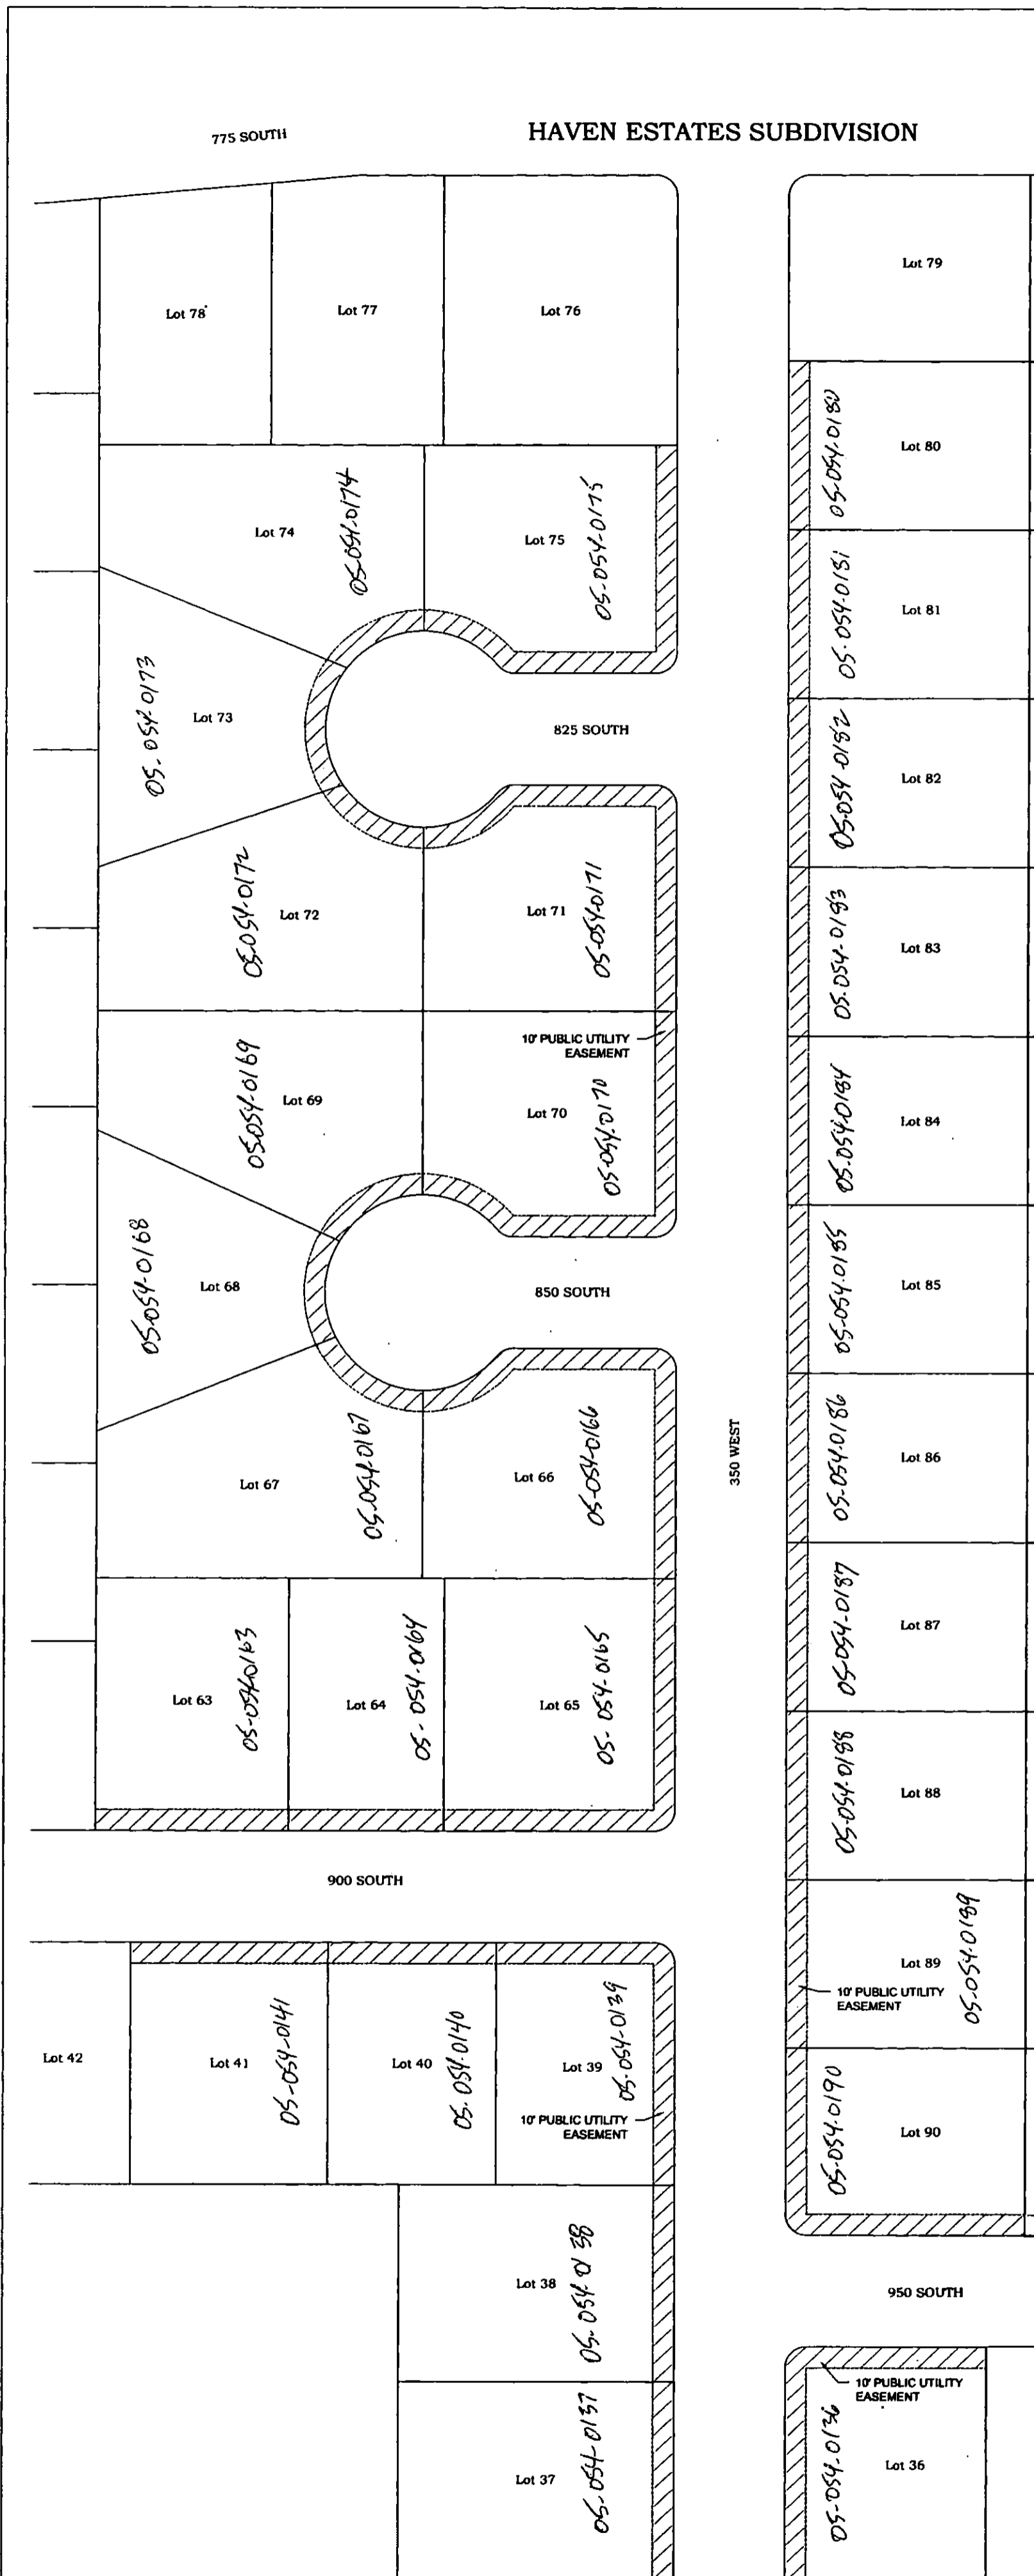 775 SOUTH
HAVEN ESTATES SUBDIVISION
Lot 79
Lot 78
Lot 77
Lot 76
05-054-0180
Lot 80
Lot 74
05-054-0174
Lot 75
05-054-0175
05-054-0181
Lot 81
05-054-0173
Lot 73
825 SOUTH
05-054-0182
Lot 82
05-054-0172
Lot 72
Lot 71
05-054-0171
05-054-0183
Lot 83
10' PUBLIC UTILITY
EASEMENT
05-054-0169
Lot 69
Lot 70
05-054-0170
05-054-0184
Lot 84
05-054-0168
Lot 68
850 SOUTH
05-054-0185
Lot 85
350 WEST
Lot 67
05-054-0167
Lot 66
05-054-0166
05-054-0186
Lot 86
05-054-0187
Lot 87
Lot 63
05-054-0163
Lot 64
05-054-0164
Lot 65
05-054-0165
05-054-0188
Lot 88
900 SOUTH
Lot 89
05-054-0189
10' PUBLIC UTILITY
EASEMENT
Lot 42
Lot 41
05-054-0141
Lot 40
05-054-0140
Lot 39
05-054-0139
10' PUBLIC UTILITY
EASEMENT
05-054-0190
Lot 90
Lot 38
05-054-0138
950 SOUTH
10' PUBLIC UTILITY
EASEMENT
Lot 37
05-054-0137
05-054-0136
Lot 36